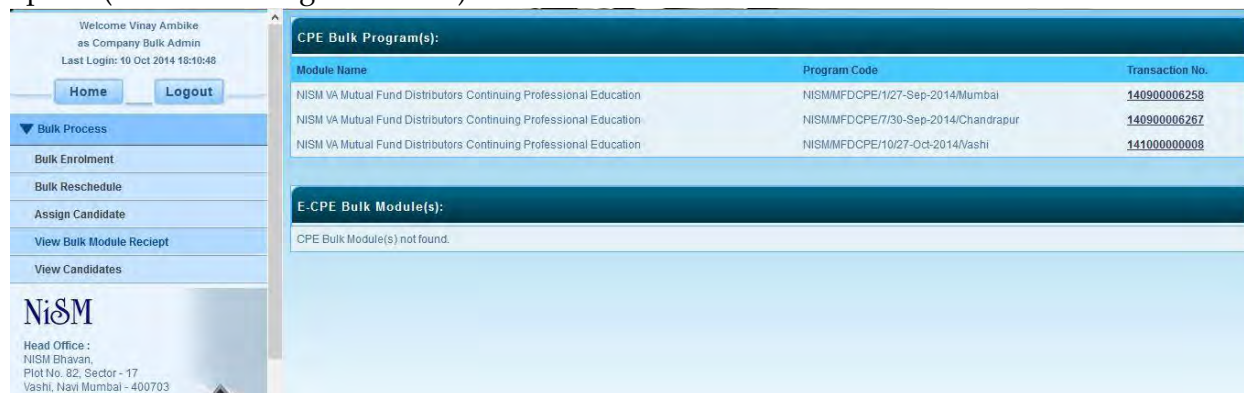 Welcome Vinay Ambike
as Company Bulk Admin
Last Login: 10 Oct 2014 18:10:48
Home Logout
Bulk Process
Bulk Enrolment
Bulk Reschedule
Assign Candidate
View Bulk Module Reciept
View Candidates
NiSM
Head Office :
NISM Bhavan,
Plot No. 82, Sector - 17
Vashi, Navi Mumbai - 400703
CPE Bulk Program(s):
Module Name Program Code Transaction No.
NISM VA Mutual Fund Distributors Continuing Professional Education NISM/MFDCPE/1/27-Sep-2014/Mumbai 140900006258
NISM VA Mutual Fund Distributors Continuing Professional Education NISM/MFDCPE/7/30-Sep-2014/Chandrapur 140900006267
NISM VA Mutual Fund Distributors Continuing Professional Education NISM/MFDCPE/10/27-Oct-2014/Vashi 141000000008
E-CPE Bulk Module(s):
CPE Bulk Module(s) not found.